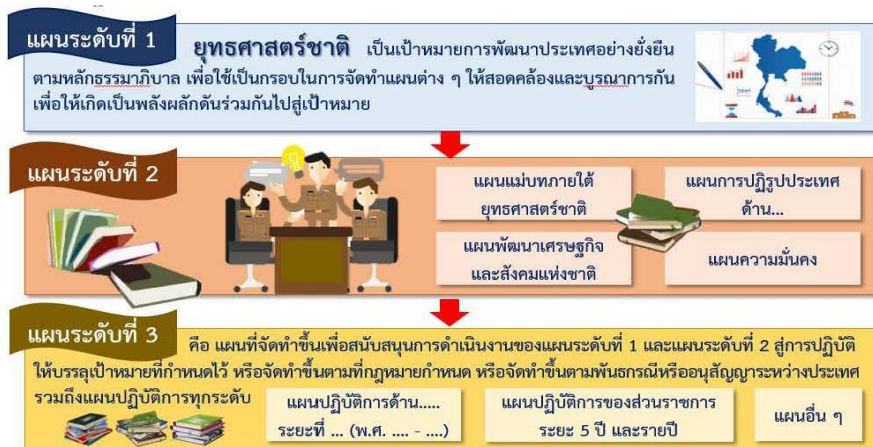 แผนระดับที่ 1
ยุทธศาสตร์ชาติ เป็นเป้าหมายการพัฒนาประเทศอย่างยั่งยืน
ตามหลักธรรมาภิบาล เพื่อใช้เป็นกรอบในการจัดทำแผนต่าง ๆ ให้สอดคล้องและบูรณาการกัน
เพื่อให้เกิดเป็นพลังผลักดันร่วมกันไปสู่เป้าหมาย
แผนระดับที่ 2
แผนแม่บทภายใต้
ยุทธศาสตร์ชาติ
แผนการปฏิรูปประเทศ
ด้าน...
แผนพัฒนาเศรษฐกิจ
และสังคมแห่งชาติ
แผนความมั่นคง
แผนระดับที่ 3
คือ แผนที่จัดทำขึ้นเพื่อสนับสนุนการดำเนินงานของแผนระดับที่ 1 และแผนระดับที่ 2 สู่การปฏิบัติ
ให้บรรลุเป้าหมายที่กำหนดไว้ หรือจัดทำขึ้นตามที่กฎหมายกำหนด หรือจัดทำขึ้นตามพันธกรณีหรืออนุสัญญาระหว่างประเทศ
รวมถึงแผนปฏิบัติการทุกระดับ
แผนปฏิบัติการด้าน.....
ระยะที่ ... (พ.ศ. .... - ....)
แผนปฏิบัติการของส่วนราชการ
ระยะ 5 ปี และรายปี
แผนอื่น ๆ